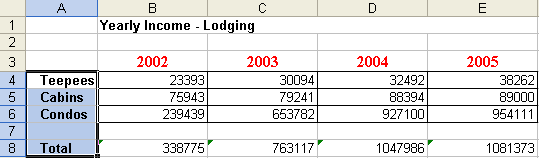 A B C D E
1 Yearly Income - Lodging
2
3 2002 2003 2004 2005
4 Teepees 23393 30094 32492 38262
5 Cabins 75943 79241 88394 89000
6 Condos 239439 653782 927100 954111
7
8 Total 338775 763117 1047986 1081373